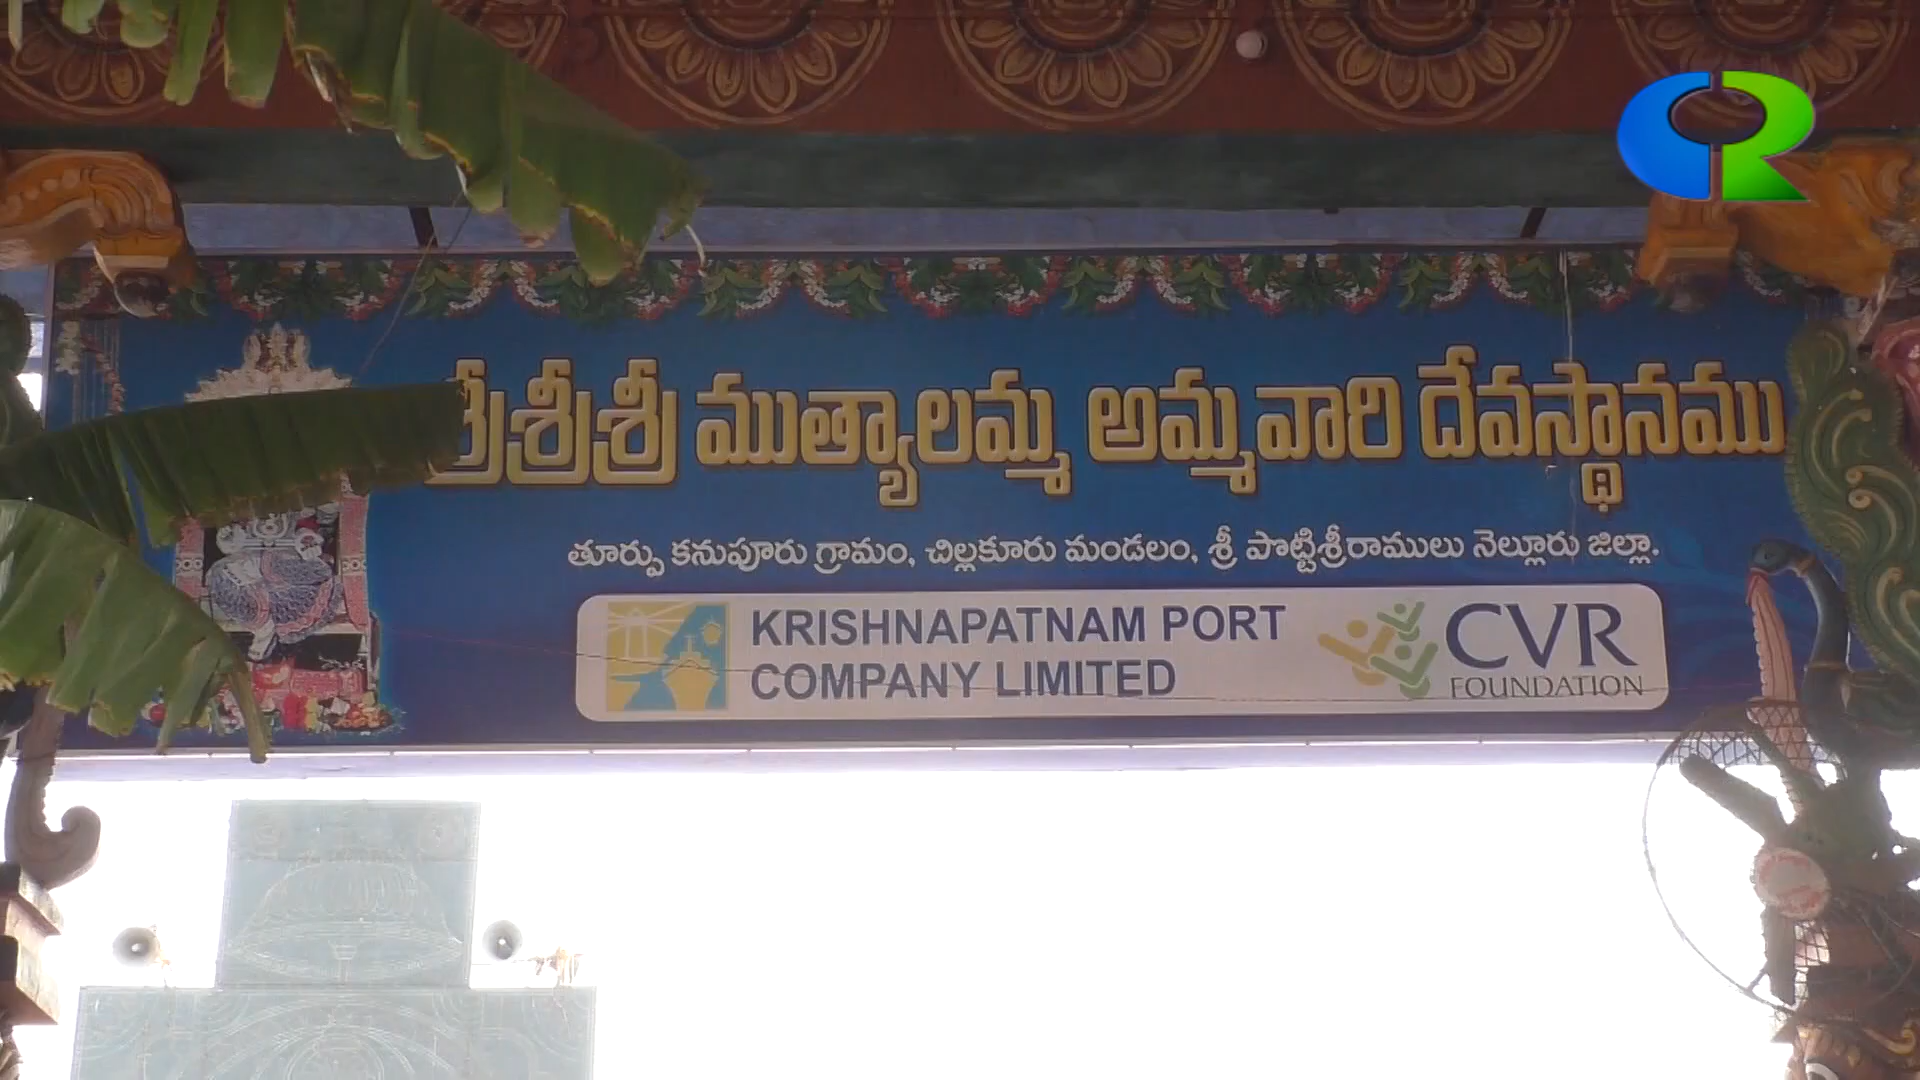 శ్రీశ్రీశ్రీ ముత్యాలమ్మ అమ్మవారి దేవస్థానము
తూర్పు కనుపూరు గ్రామం, చిల్లకూరు మండలం, శ్రీ పొట్టిశ్రీరాములు నెల్లూరు జిల్లా.
KRISHNAPATNAM PORT
COMPANY LIMITED
CVR
FOUNDATION